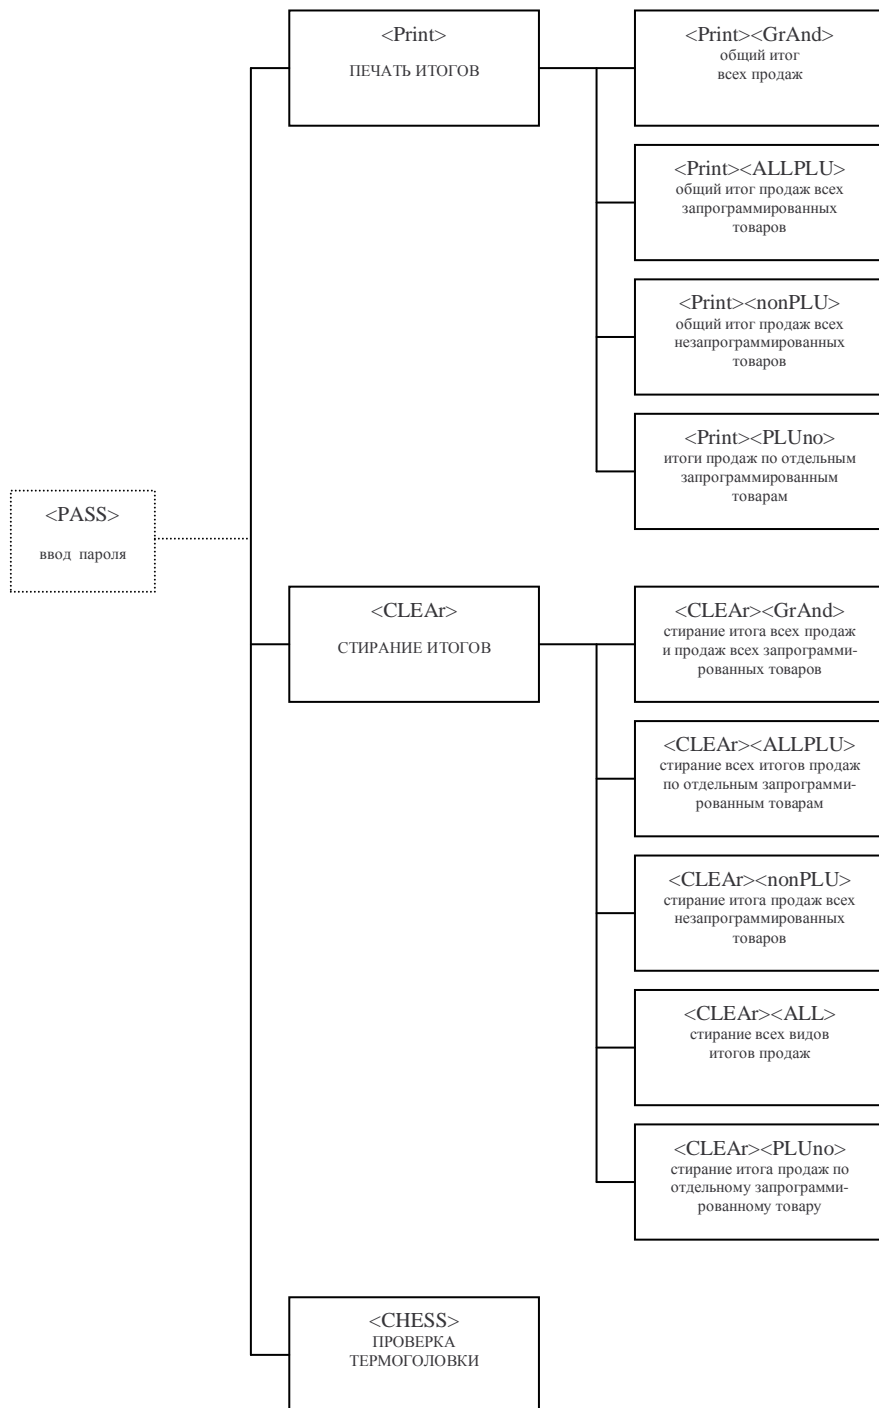 <Print>
ПЕЧАТЬ ИТОГОВ
<Print><GrAnd>
общий итог
всех продаж
<Print><ALLPLU>
общий итог продаж всех
запрограммированных
товаров
<Print><nonPLU>
общий итог продаж всех
незапрограммированных
товаров
<Print><PLUno>
итоги продаж по отдельным
запрограммированным
товарам
<PASS>
ввод пароля
<CLEAr>
СТИРАНИЕ ИТОГОВ
<CLEAr><GrAnd>
стирание итога всех продаж
и продаж всех запрограмми-
рованных товаров
<CLEAr><ALLPLU>
стирание всех итогов продаж
по отдельным запрограмми-
рованным товарам
<CLEAr><nonPLU>
стирание итога продаж всех
незапрограммированных
товаров
<CLEAr><ALL>
стирание всех видов
итогов продаж
<CLEAr><PLUno>
стирание итога продаж по
отдельному запрограмми-
рованному товару
<CHESS>
ПРОВЕРКА
ТЕРМОГОЛОВКИ